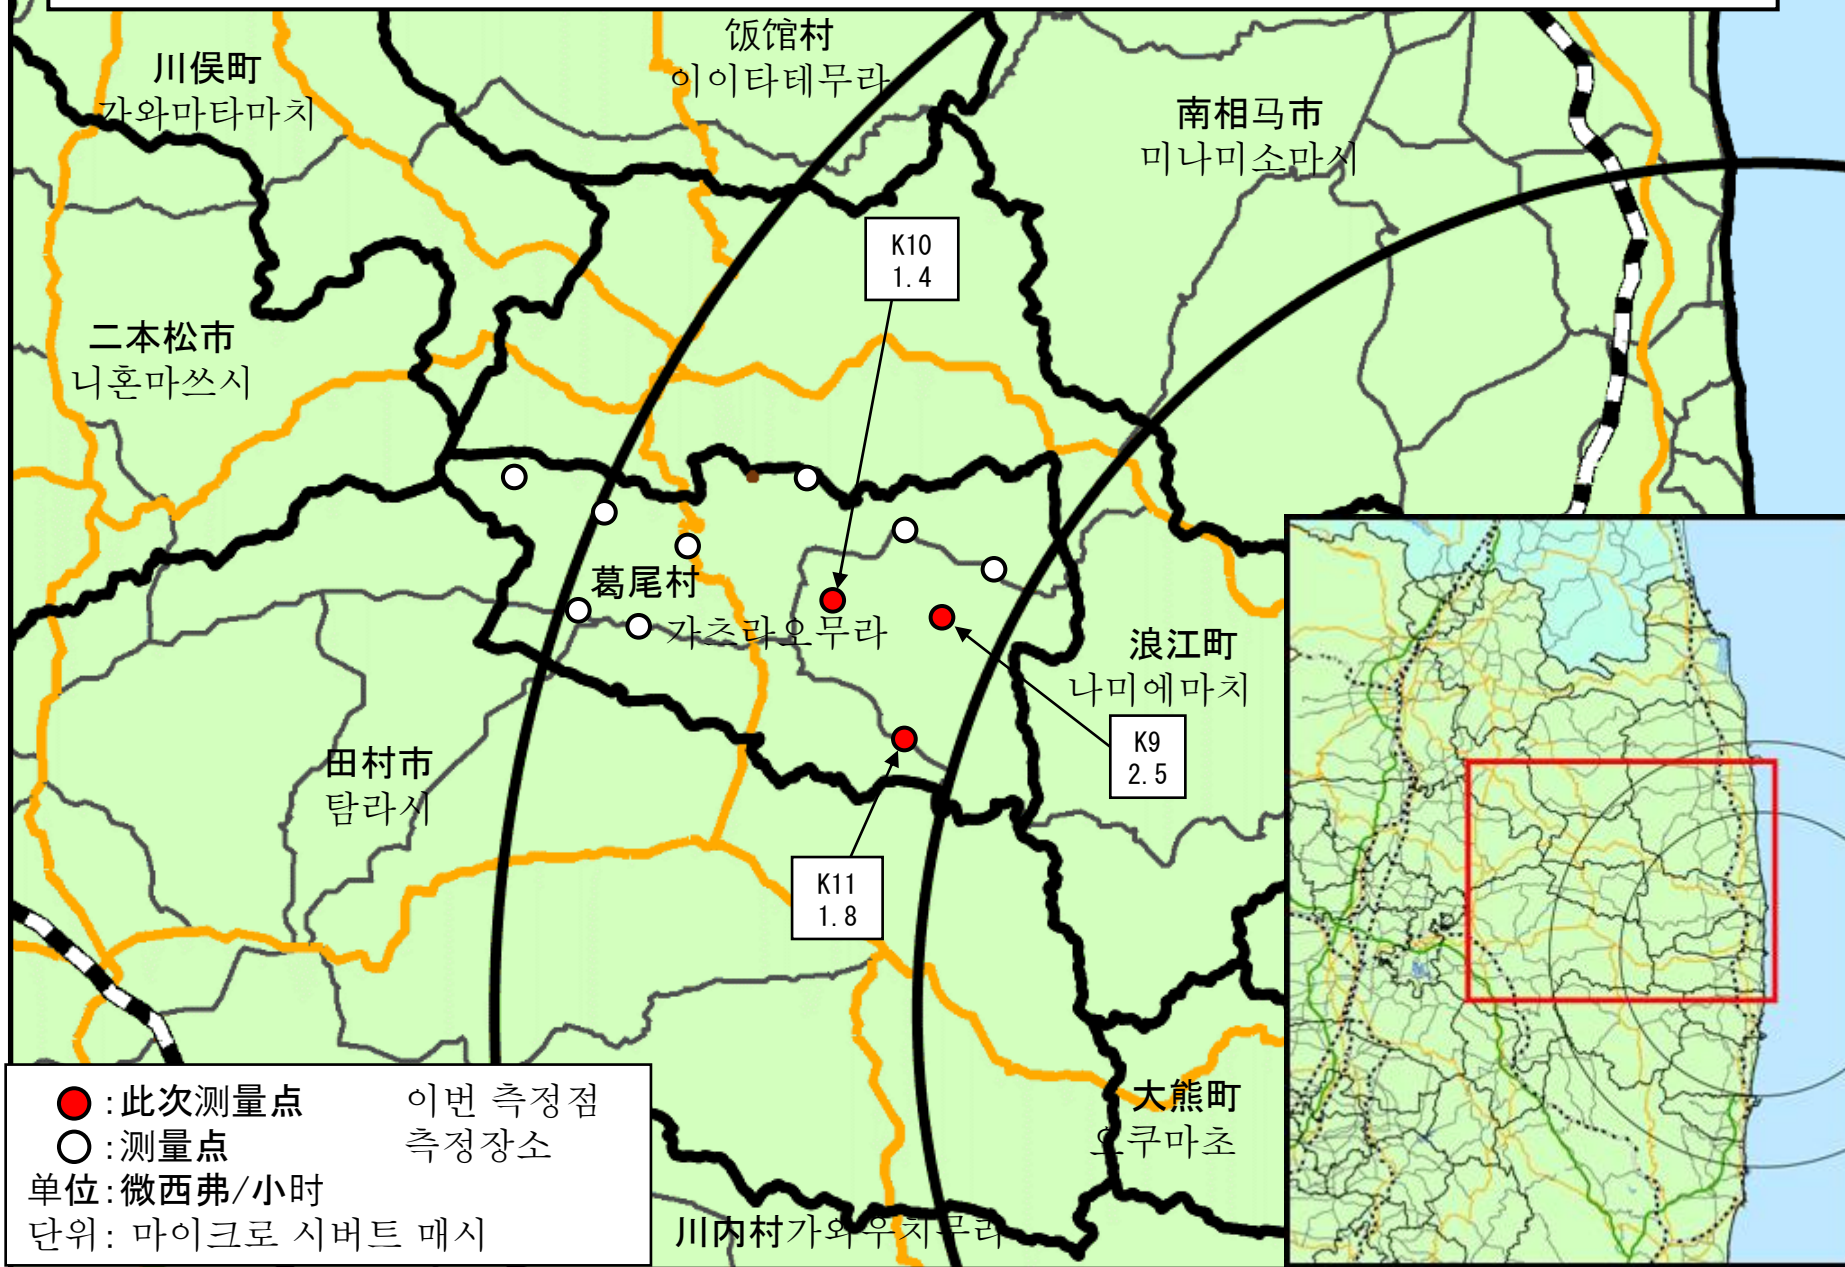 饭馆村
이이타테무라
川俣町
가와마타마치
南相马市
미나미소마시
K10
1.4
二本松市
니혼마쓰시
葛尾村
가츠라오무라
浪江町
나미에마치
K9
2.5
田村市
탐라시
K11
1.8
大熊町
오쿠마초
川内村가와우치무라
●:此次测量点 이번 측정점
○:测量点 측정장소
单位:微西弗/小时
단위: 마이크로 시버트 매시